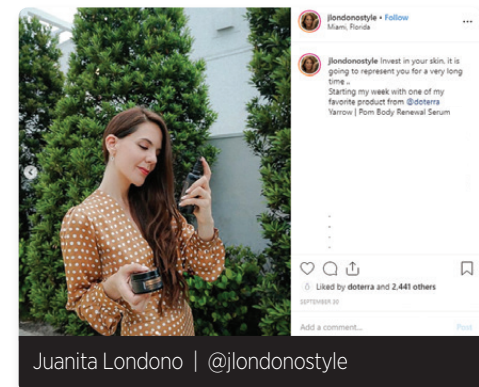 jlondonostyle • Follow
Miami, Florida
jlondonostyle Invest in your skin. it is
going to represent you for a very long
time ..
Starting my week with one of my
favorite product from @doterra
Yarrow | Pom Body Renewal Serum
.
.
.
.
Liked by doterra and 2,441 others
SEPTEMBER 30
Add a comment...
Post
Juanita Londono | @jlondonostyle